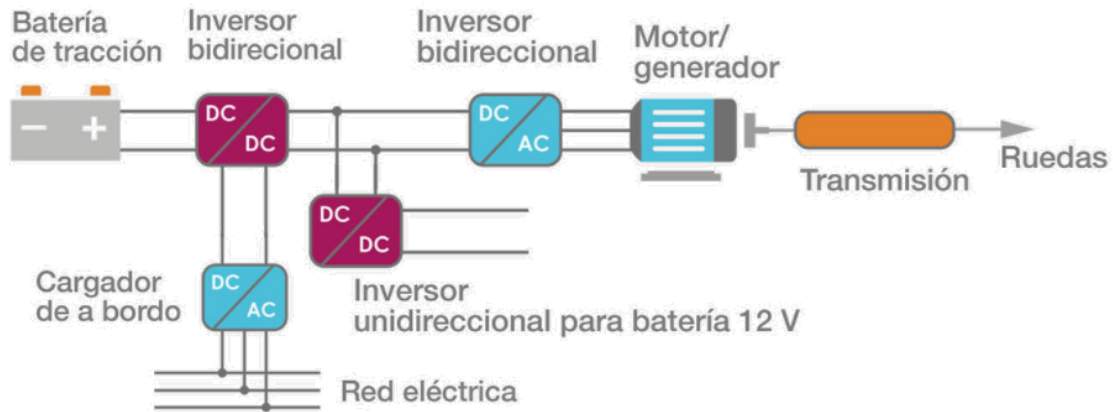 Batería
de tracción
Inversor
bidirecional
Inversor
bidireccional
Motor/
generador
DC
DC
DC
AC
Ruedas
Transmisión
DC
DC
Cargador
de a bordo
DC
AC
Inversor
unidireccional para batería 12 V
Red eléctrica